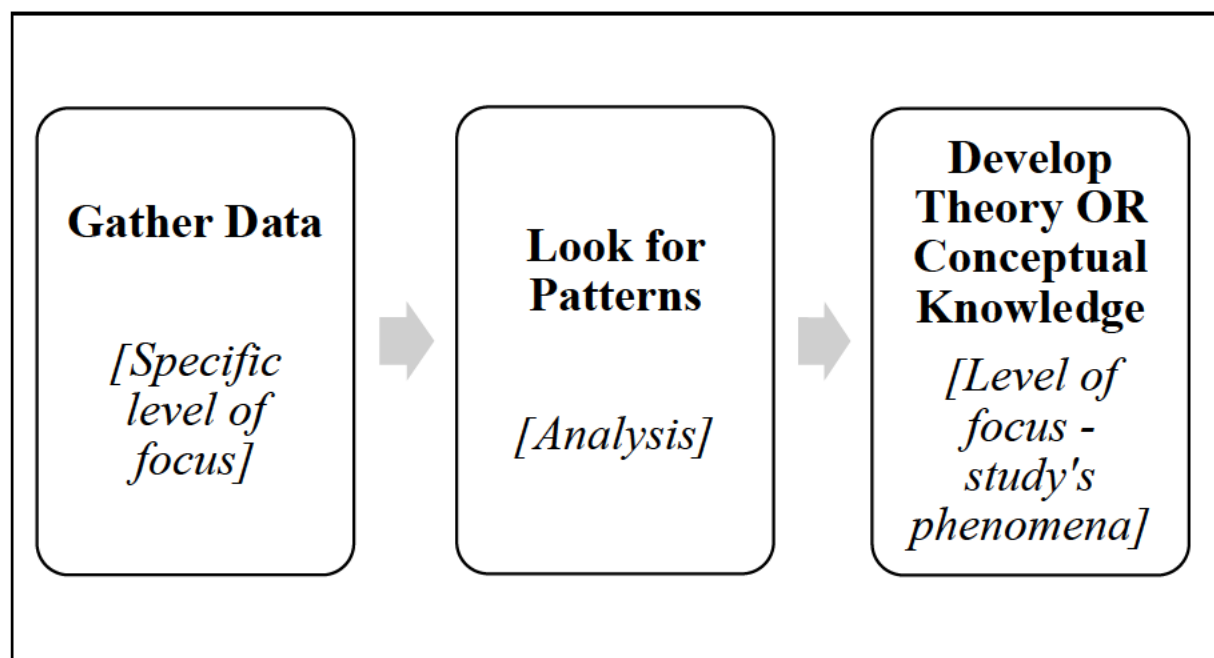 Gather Data
[Specific
level of
focus]
Look for
Patterns
[Analysis]
Develop
Theory OR
Conceptual
Knowledge
[Level of
focus -
study's
phenomena]